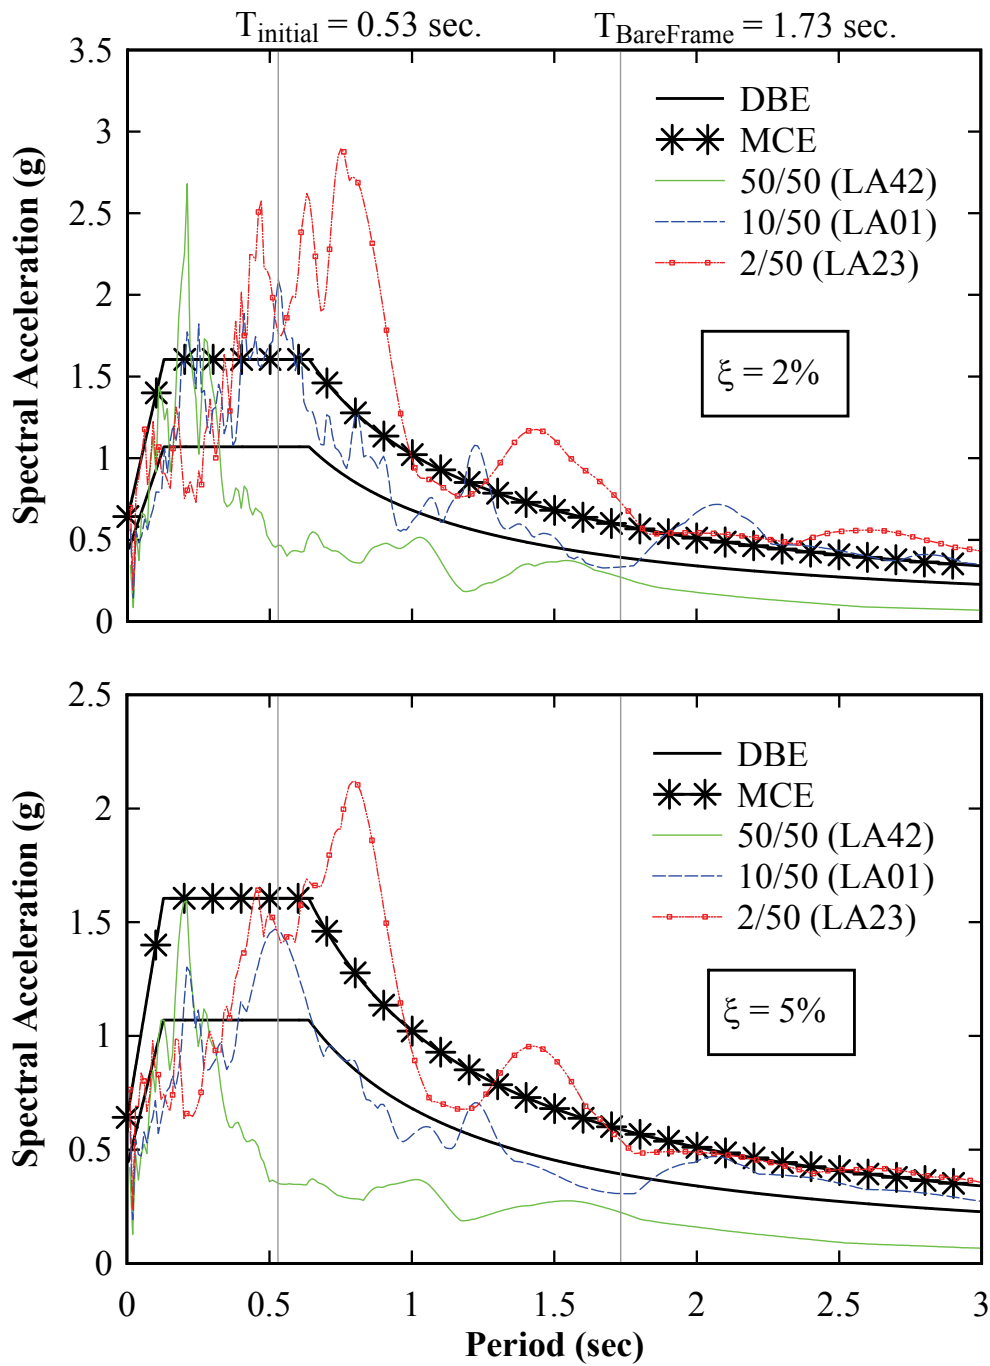 T_initial = 0.53 sec. T_BareFrame = 1.73 sec.
3.5
3
2.5
2
1.5
1
0.5
0
Spectral Acceleration (g)
DBE
MCE
50/50 (LA42)
10/50 (LA01)
2/50 (LA23)
ξ = 2%
2.5
2
1.5
1
0.5
0
Spectral Acceleration (g)
DBE
MCE
50/50 (LA42)
10/50 (LA01)
2/50 (LA23)
ξ = 5%
0 0.5 1 1.5 2 2.5 3
Period (sec)